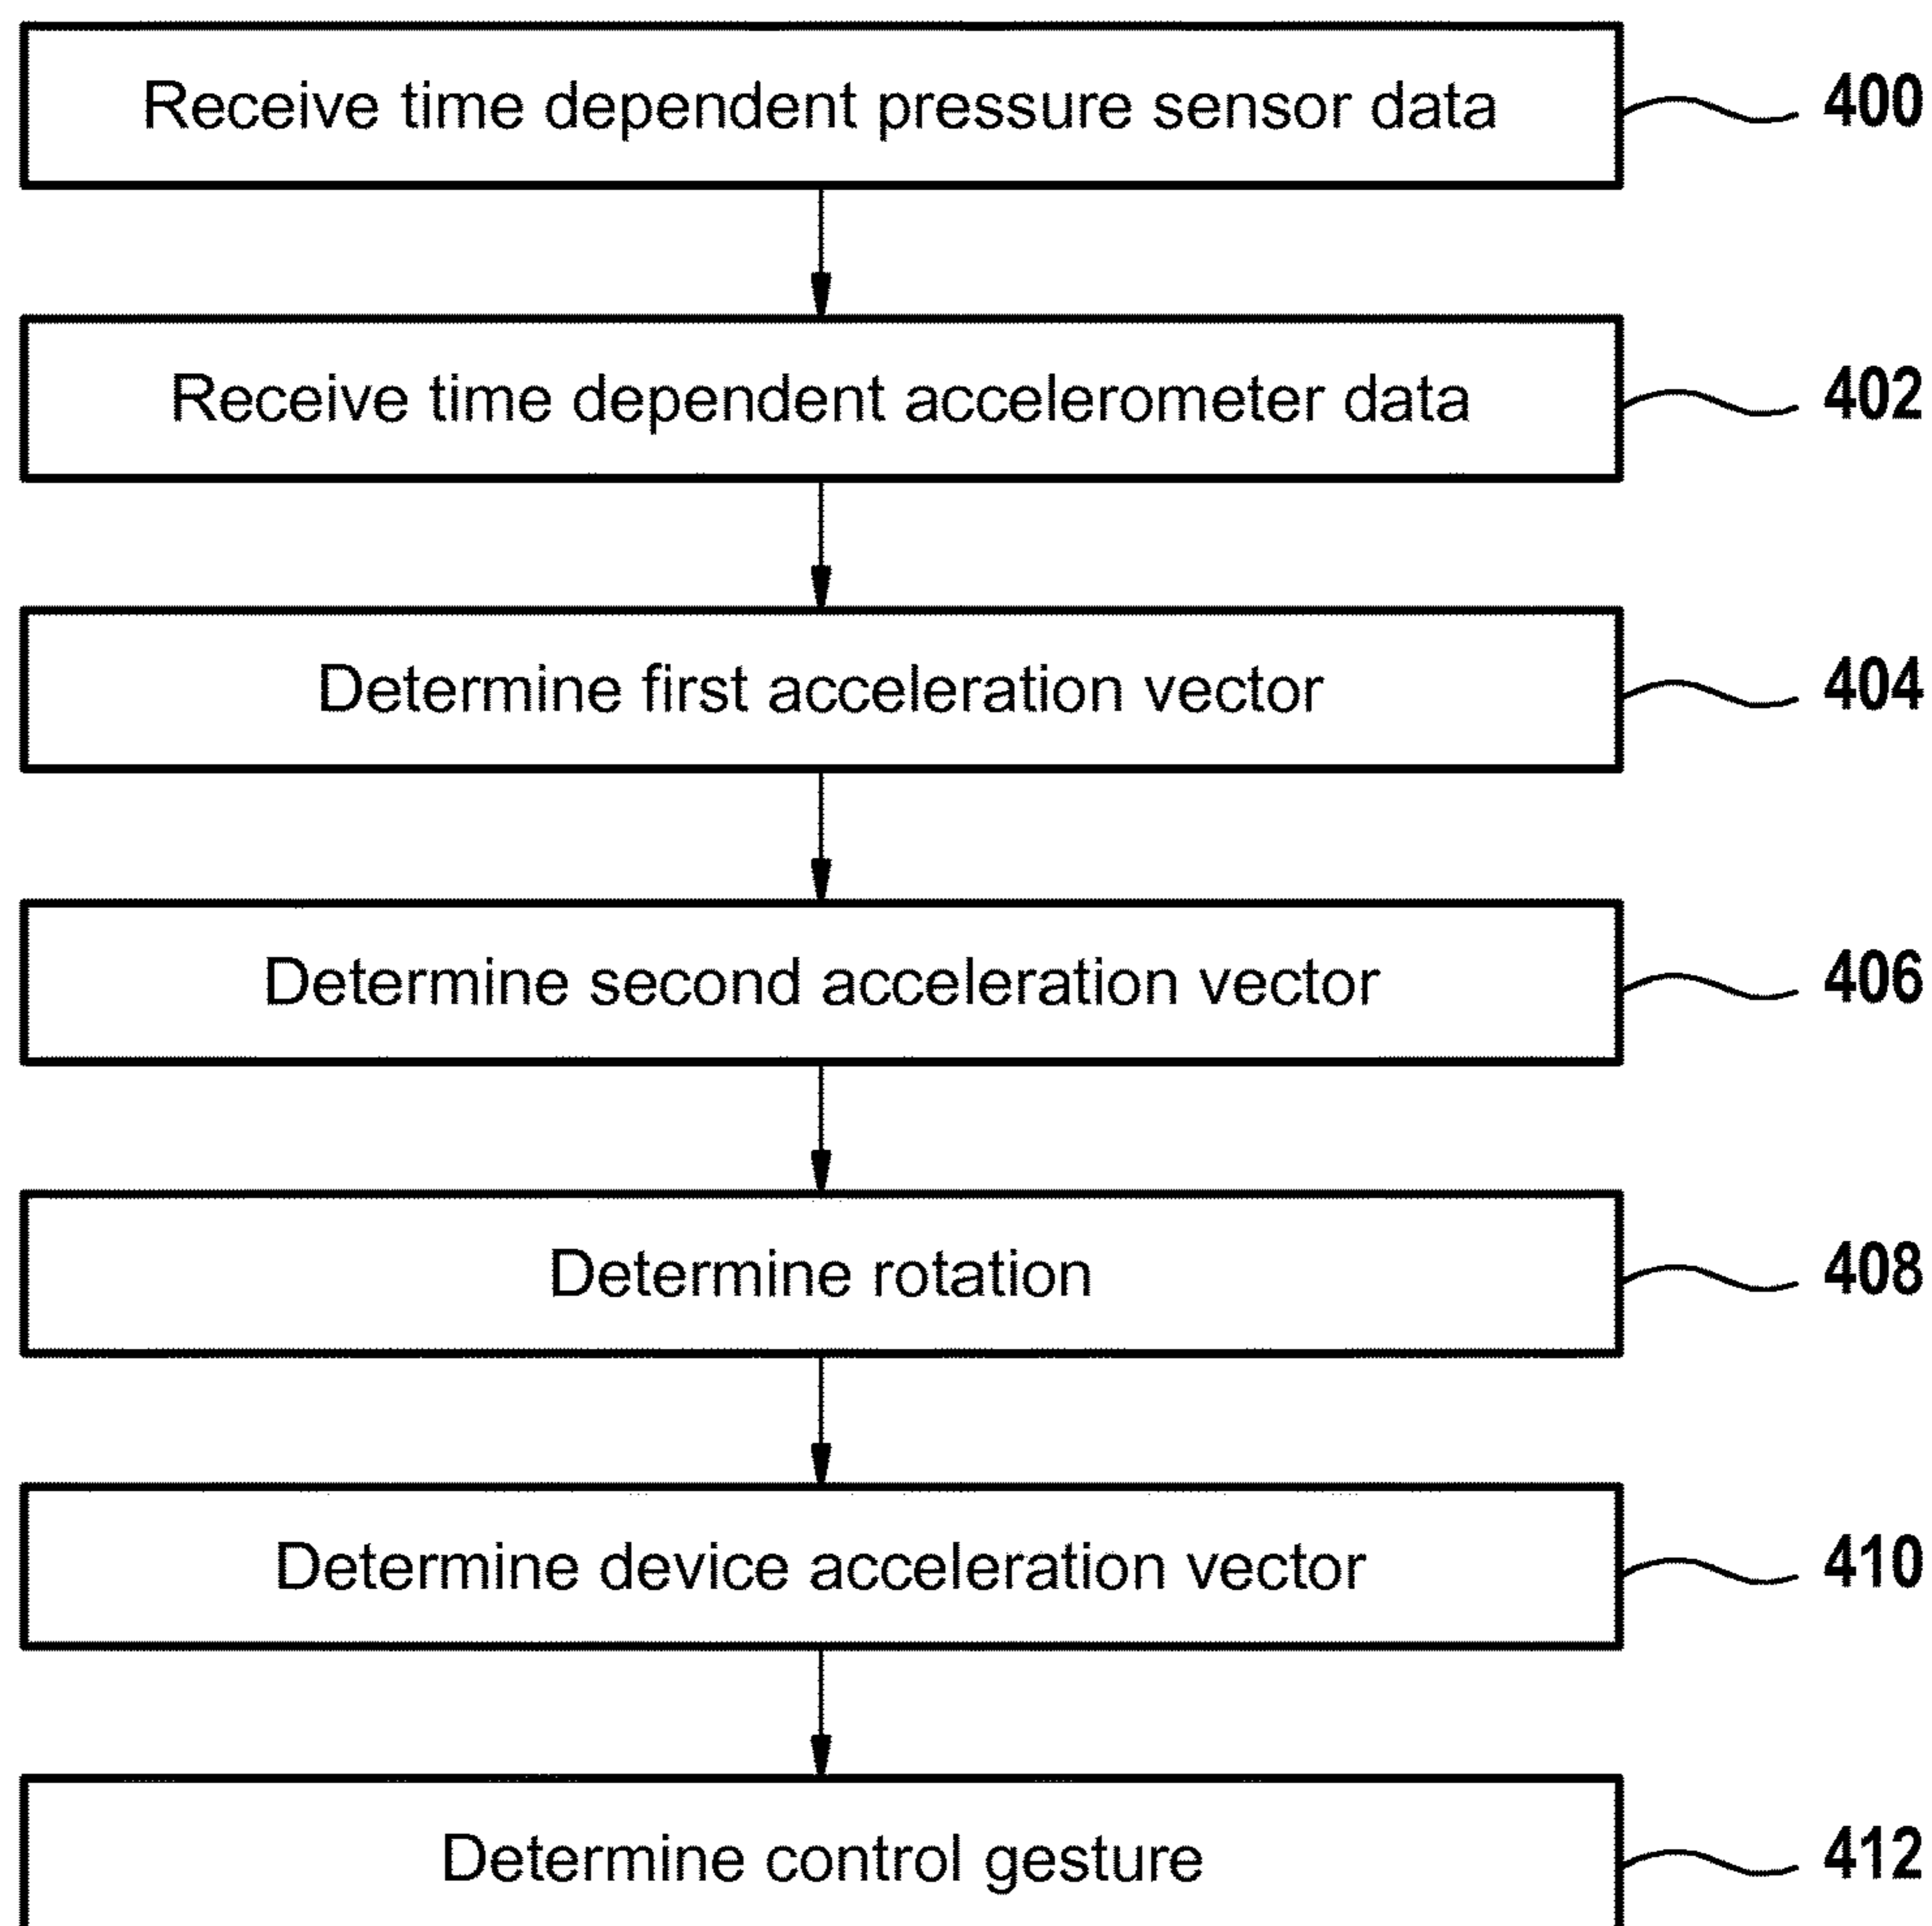 Receive time dependent pressure sensor data 400
Receive time dependent accelerometer data 402
Determine first acceleration vector 404
Determine second acceleration vector 406
Determine rotation 408
Determine device acceleration vector 410
Determine control gesture 412